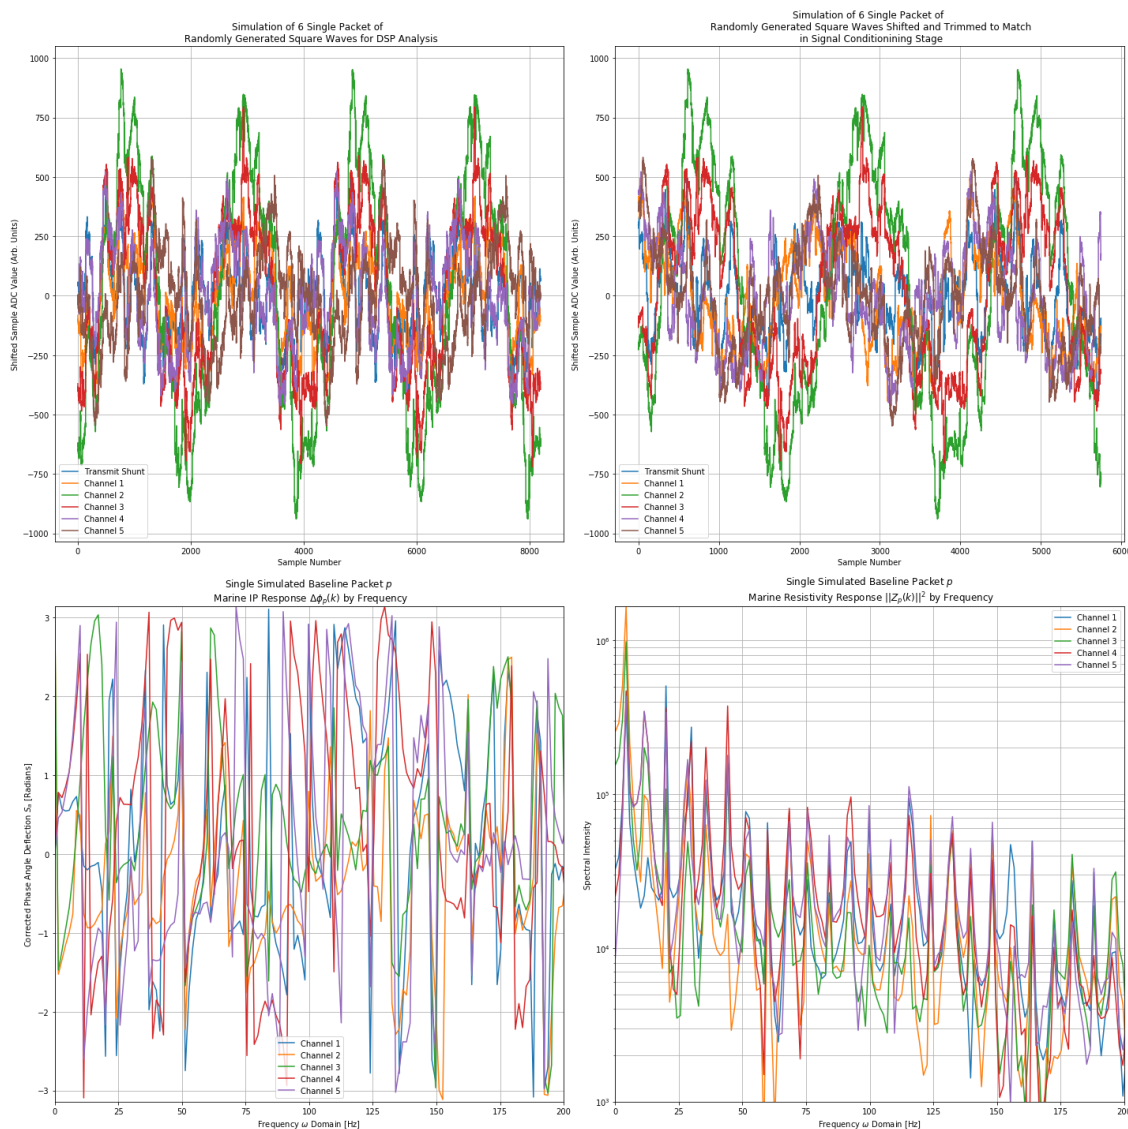 Simulation of 6 Single Packet of
Randomly Generated Square Waves for DSP Analysis
1000
750
500
250
0
−250
−500
−750
−1000
Shifted Sample ADC Value (Arb. Units)
Transmit Shunt
Channel 1
Channel 2
Channel 3
Channel 4
Channel 5
0 2000 4000 6000 8000
Sample Number
Simulation of 6 Single Packet of
Randomly Generated Square Waves Shifted and Trimmed to Match
in Signal Conditionining Stage
1000
750
500
250
0
−250
−500
−750
−1000
Shifted Sample ADC Value (Arb. Units)
Transmit Shunt
Channel 1
Channel 2
Channel 3
Channel 4
Channel 5
0 1000 2000 3000 4000 5000 6000
Sample Number
Single Simulated Baseline Packet p
Marine IP Response Δϕₚ(k) by Frequency
3
2
1
0
−1
−2
−3
Corrected Phase Angle Deflection Sₐ [Radians]
Channel 1
Channel 2
Channel 3
Channel 4
Channel 5
0 25 50 75 100 125 150 175 200
Frequency ω Domain [Hz]
Single Simulated Baseline Packet p
Marine Resistivity Response ||Zₚ(k)||² by Frequency
10⁶
10⁵
10⁴
10³
Spectral Intensity
Channel 1
Channel 2
Channel 3
Channel 4
Channel 5
0 25 50 75 100 125 150 175 200
Frequency ω Domain [Hz]